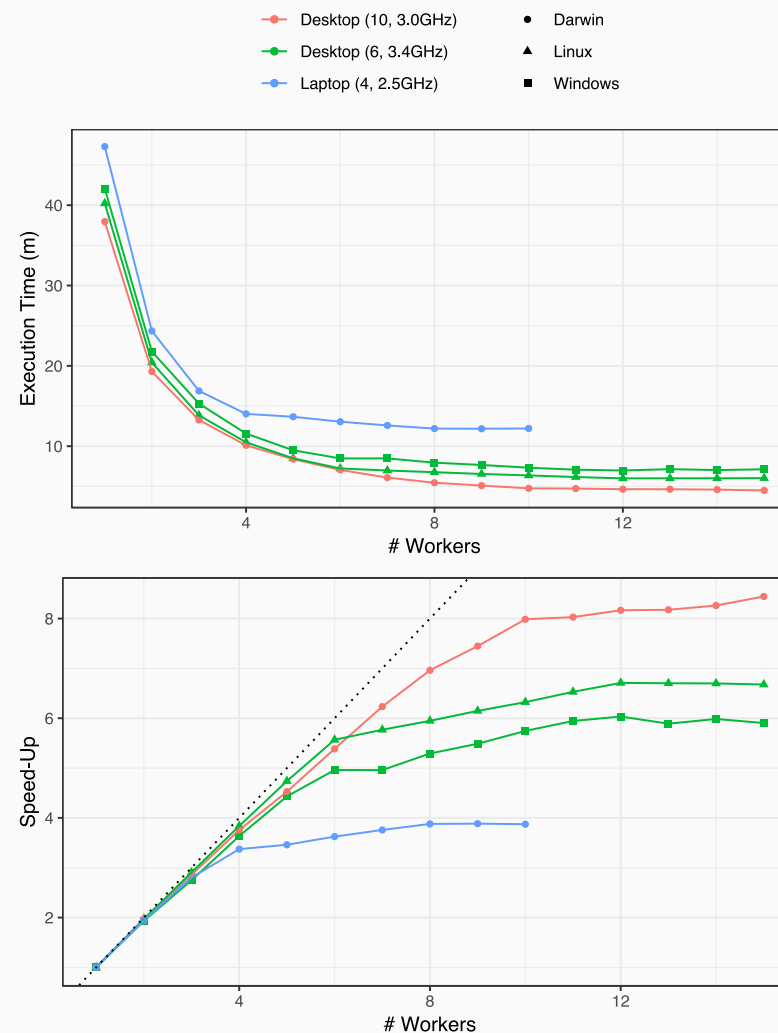 Desktop (10, 3.0GHz)
Darwin
Desktop (6, 3.4GHz)
Linux
Laptop (4, 2.5GHz)
Windows
Execution Time (m)
40
30
20
10
4 8 12
# Workers
Speed-Up
8
6
4
2
4 8 12
# Workers